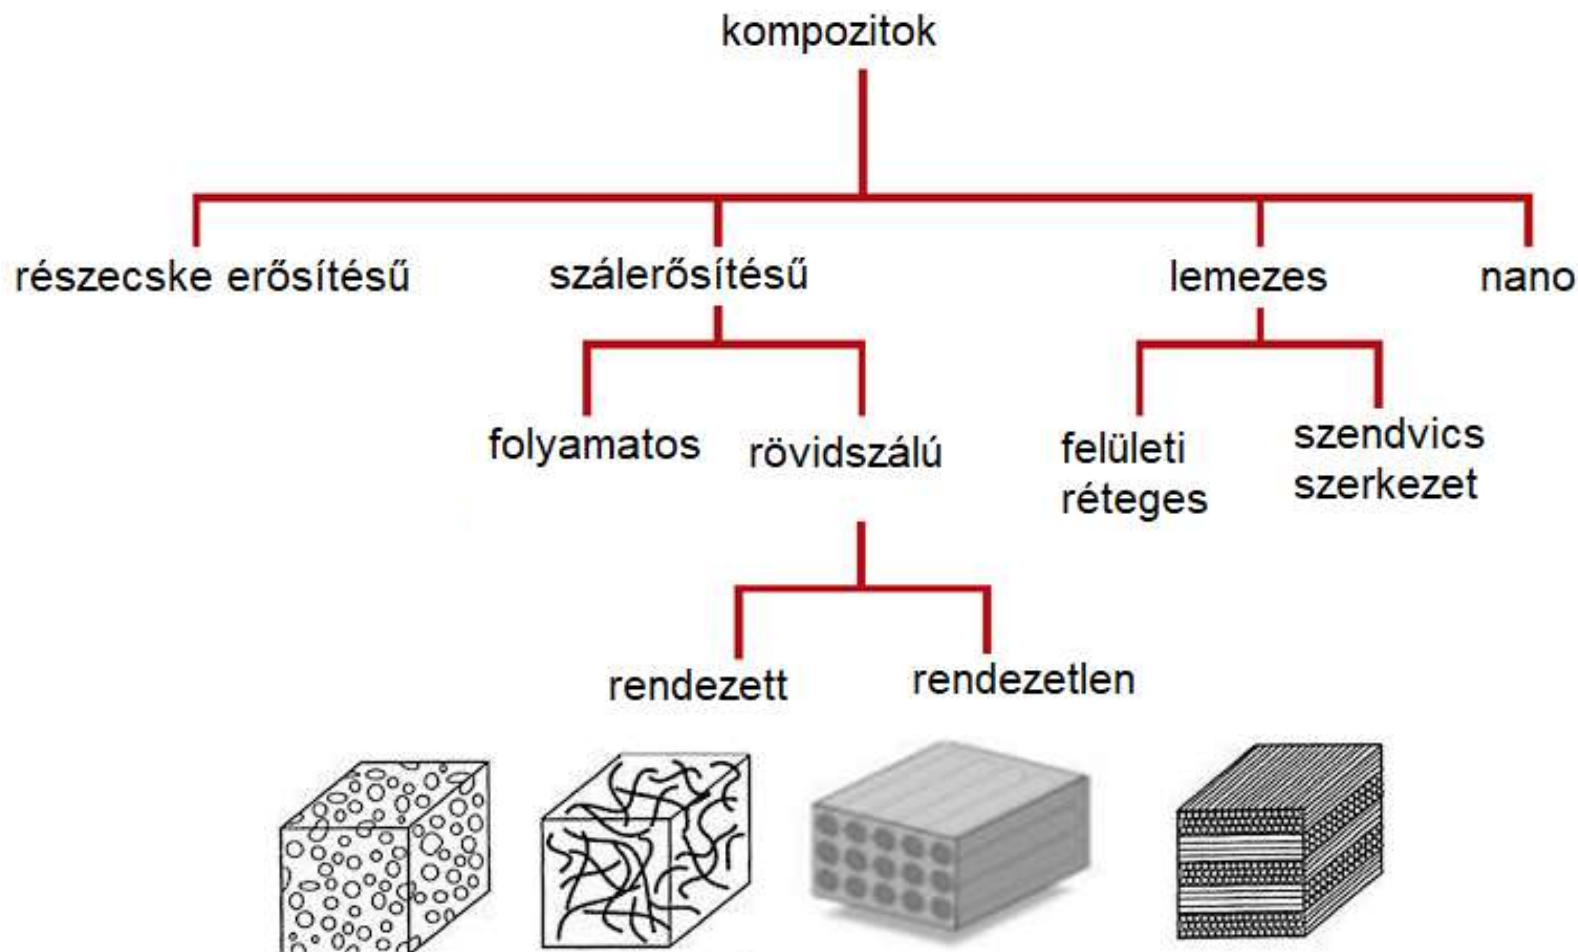 kompozitok
részecske erősítésű
szálerősítésű
lemezes
nano
folyamatos
rövidszálú
felületi
réteges
szendvics
szerkezet
rendezett
rendezetlen